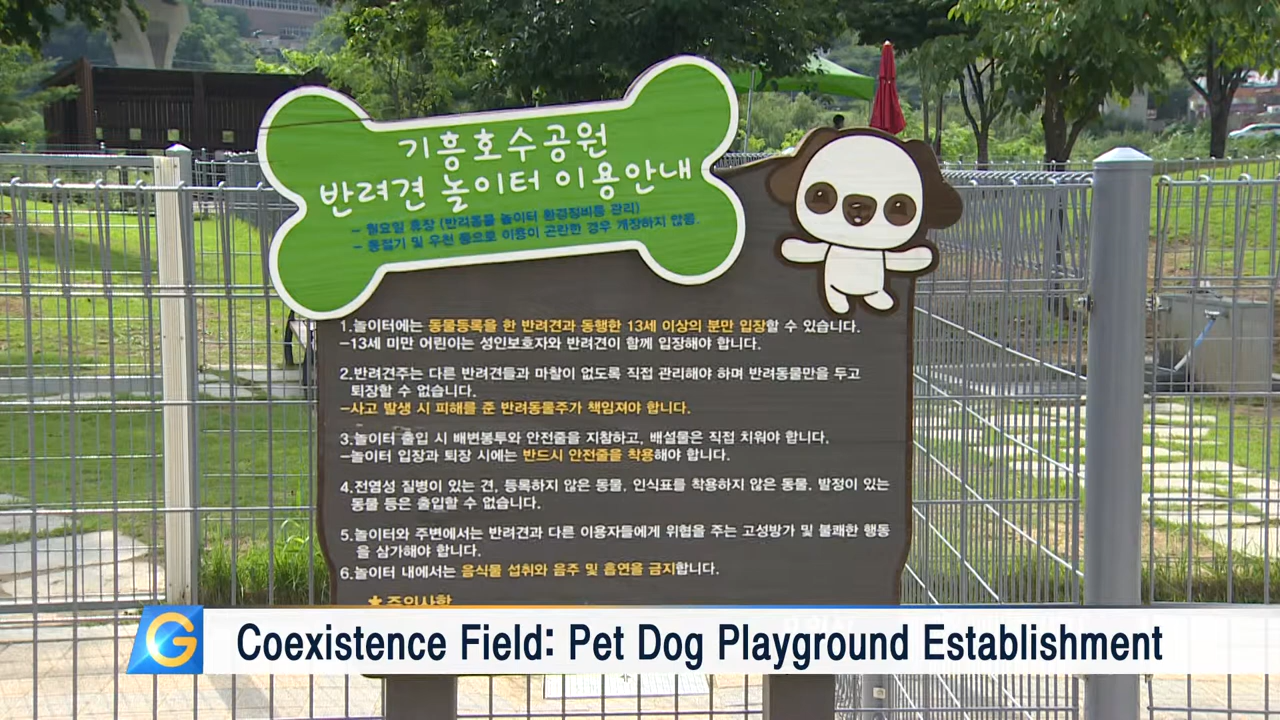 기흥호수공원
반려견 놀이터 이용안내
- 월요일 휴장 (반려동물 놀이터 환경정비등 관리)
- 동절기 및 우천 등으로 이용이 곤란한 경우 개장하지 않음.
1.놀이터에는 동물등록을 한 반려견과 동행한 13세 이상의 분만 입장할 수 있습니다.
-13세 미만 어린이는 성인보호자와 반려견이 함께 입장해야 합니다.
2.반려견주는 다른 반려견들과 마찰이 없도록 직접 관리해야 하며 반려동물만을 두고
퇴장할 수 없습니다.
-사고 발생 시 피해를 준 반려동물주가 책임져야 합니다.
3.놀이터 출입 시 배변봉투와 안전줄을 지참하고, 배설물은 직접 치워야 합니다.
-놀이터 입장과 퇴장 시에는 반드시 안전줄을 착용해야 합니다.
4.전염성 질병이 있는 견, 등록하지 않은 동물, 인식표를 착용하지 않은 동물, 발정이 있는
동물 등은 출입할 수 없습니다.
5.놀이터와 주변에서는 반려견과 다른 이용자들에게 위협을 주는 고성방가 및 불쾌한 행동
을 삼가해야 합니다.
6.놀이터 내에서는 음식물 섭취와 음주 및 흡연을 금지합니다.
★주의사항
G Coexistence Field: Pet Dog Playground Establishment